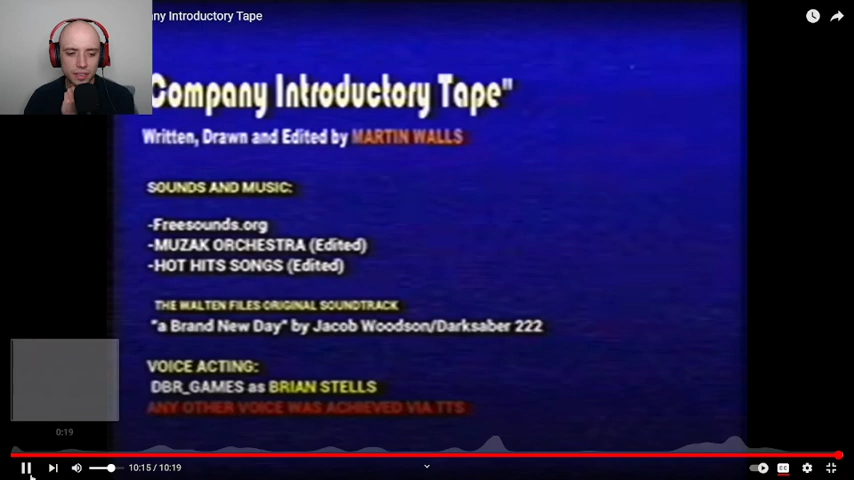 ny Introductory Tape
Company Introductory Tape"
Written, Drawn and Edited by MARTIN WALLS
SOUNDS AND MUSIC:
-Freesounds.org
-MUZAK ORCHESTRA (Edited)
-HOT HITS SONGS (Edited)
THE WALTEN FILES ORIGINAL SOUNDTRACK
"a Brand New Day" by Jacob Woodson/Darksaber 222
VOICE ACTING:
DBR_GAMES as BRIAN STELLS
ANY OTHER VOICE WAS ACHIEVED VIA TTS
0:19
10:15 / 10:19